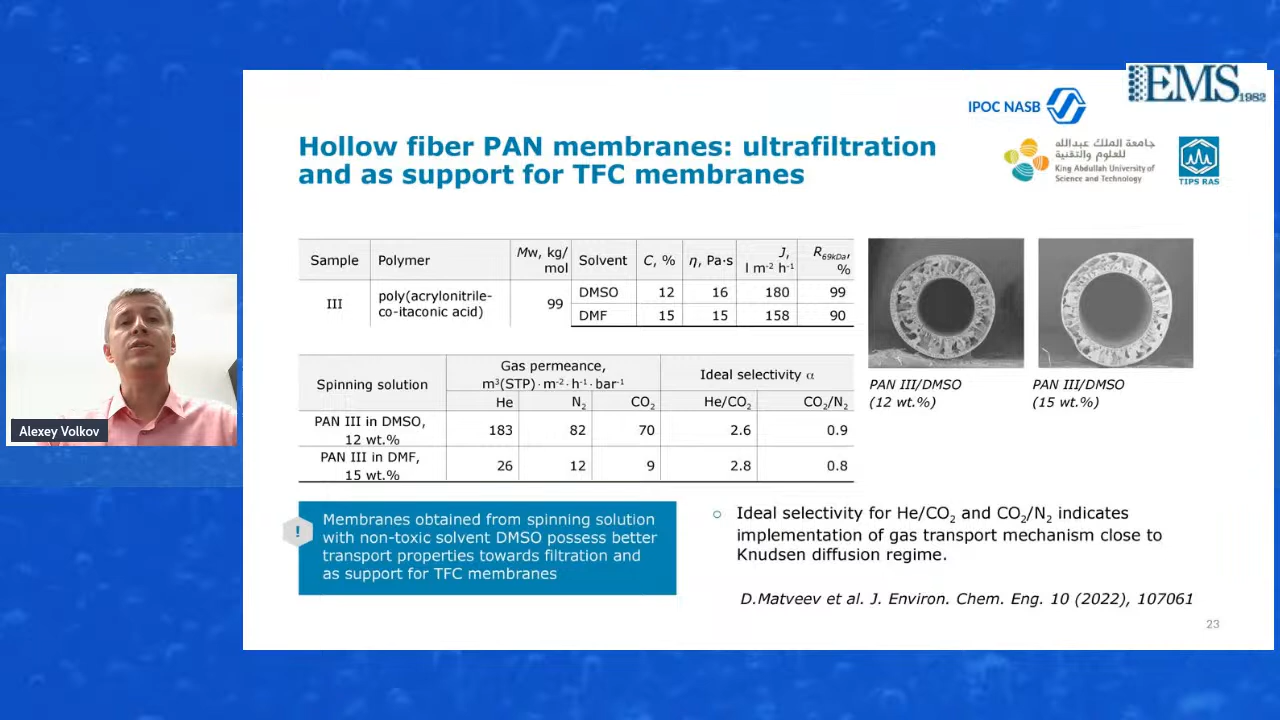 EMS 1982
IPOC NASB
Hollow fiber PAN membranes: ultrafiltration
and as support for TFC membranes
جامعة الملك عبدالله
للعلوم والتقنية
King Abdullah University of
Science and Technology
TIPS RAS
Sample Polymer Mw, kg/mol Solvent C, % η, Pa·s J, l m⁻² h⁻¹ R₆₉kDa, %
III poly(acrylonitrile-co-itaconic acid) 99 DMSO 12 16 180 99
DMF 15 15 158 90
Spinning solution Gas permeance, m³(STP)·m⁻²·h⁻¹·bar⁻¹ Ideal selectivity α
He N₂ CO₂ He/CO₂ CO₂/N₂
PAN III in DMSO, 12 wt.% 183 82 70 2.6 0.9
PAN III in DMF, 15 wt.% 26 12 9 2.8 0.8
PAN III/DMSO
(12 wt.%)
PAN III/DMSO
(15 wt.%)
Alexey Volkov
!
Membranes obtained from spinning solution
with non-toxic solvent DMSO possess better
transport properties towards filtration and
as support for TFC membranes
Ideal selectivity for He/CO₂ and CO₂/N₂ indicates
implementation of gas transport mechanism close to
Knudsen diffusion regime.
D.Matveev et al. J. Environ. Chem. Eng. 10 (2022), 107061
23